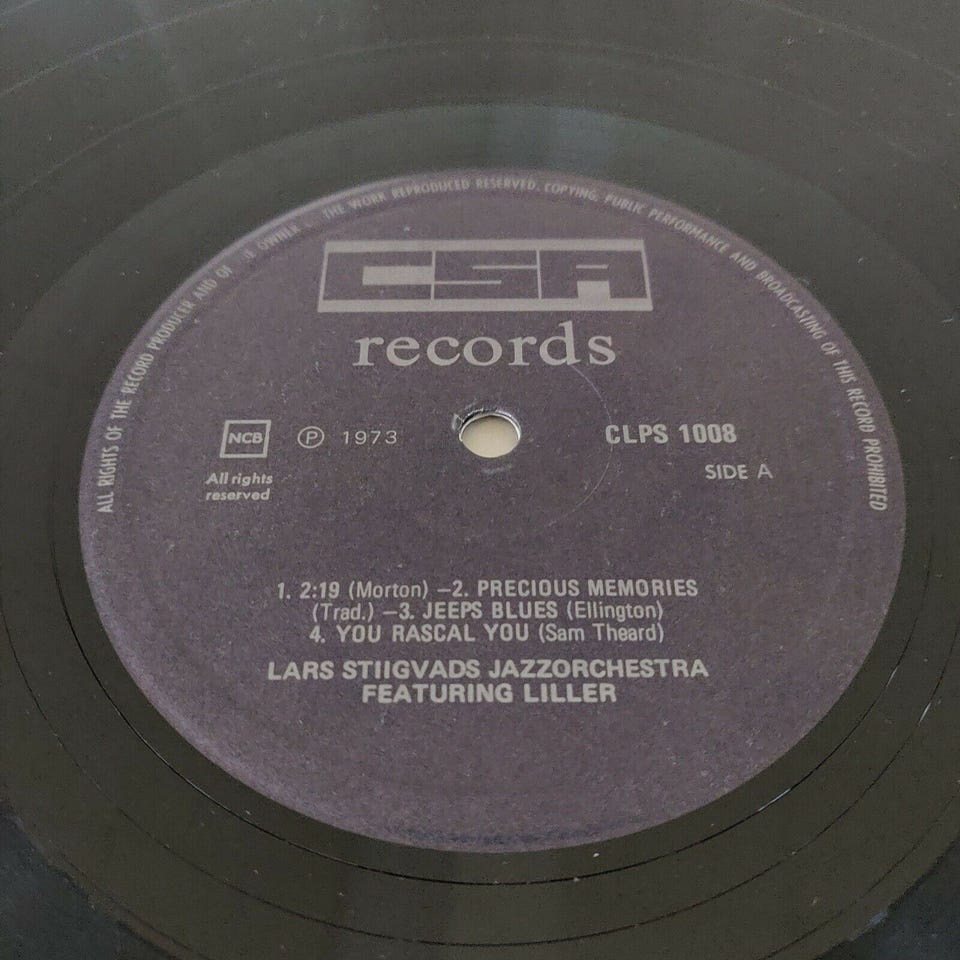 ALL RIGHTS OF THE RECORD PRODUCER AND OF OWNER THE WORK REPRODUCED RESERVED. COPYING, PUBLIC PERFORMANCE AND BROADCASTING OF THIS RECORD PROHIBITED
CSA
records
NCB Ⓟ 1973 CLPS 1008
All rights
reserved
SIDE A
1. 2:19 (Morton) –2. PRECIOUS MEMORIES
(Trad.) –3. JEEPS BLUES (Ellington)
4. YOU RASCAL YOU (Sam Theard)
LARS STIIGVADS JAZZORCHESTRA
FEATURING LILLER